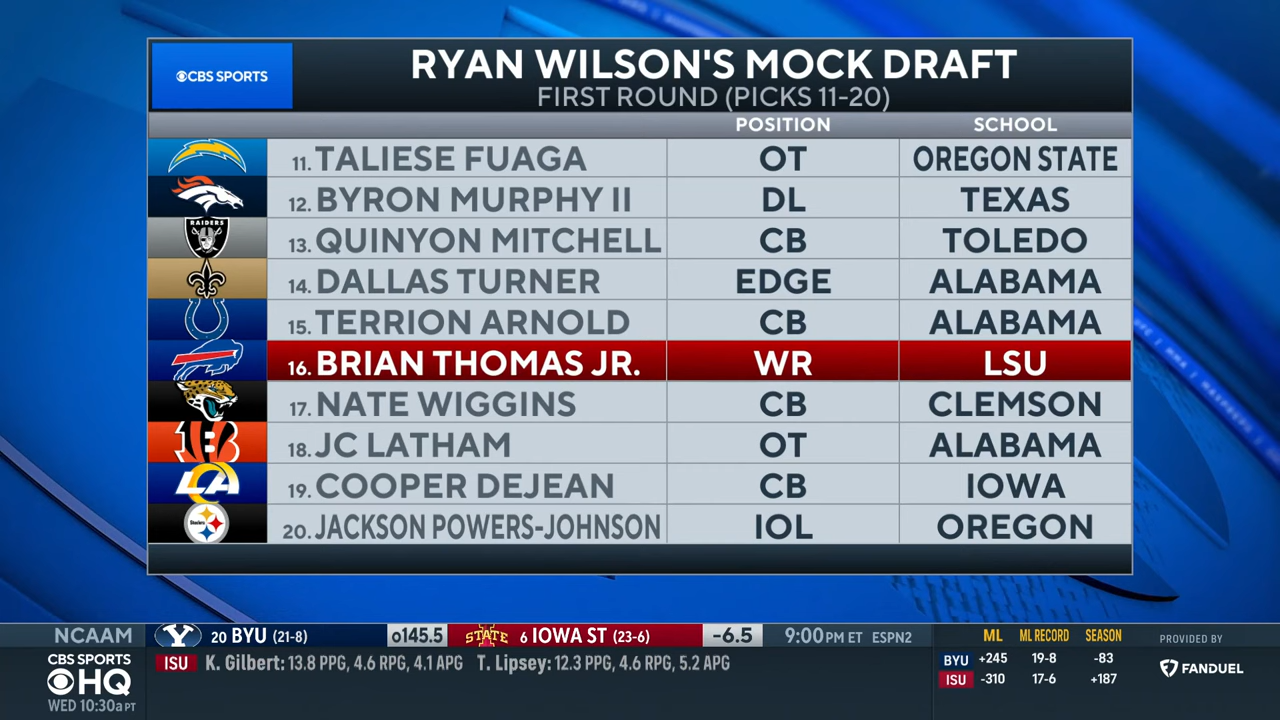 CBS SPORTS
RYAN WILSON'S MOCK DRAFT
FIRST ROUND (PICKS 11-20)
POSITION SCHOOL
11. TALIESE FUAGA OT OREGON STATE
12. BYRON MURPHY II DL TEXAS
RAIDERS
13. QUINYON MITCHELL CB TOLEDO
14. DALLAS TURNER EDGE ALABAMA
15. TERRION ARNOLD CB ALABAMA
16. BRIAN THOMAS JR. WR LSU
17. NATE WIGGINS CB CLEMSON
B 18. JC LATHAM OT ALABAMA
LA 19. COOPER DEJEAN CB IOWA
Steelers 20. JACKSON POWERS-JOHNSON IOL OREGON
NCAAM Y 20 BYU (21-8) o145.5 STATE 6 IOWA ST (23-6) -6.5 9:00 PM ET ESPN2
ISU K. Gilbert: 13.8 PPG, 4.6 RPG, 4.1 APG T. Lipsey: 12.3 PPG, 4.6 RPG, 5.2 APG
ML ML RECORD SEASON
BYU +245 19-8 -83
ISU -310 17-6 +187
PROVIDED BY
FANDUEL
CBS SPORTS
HQ
WED 10:30a PT